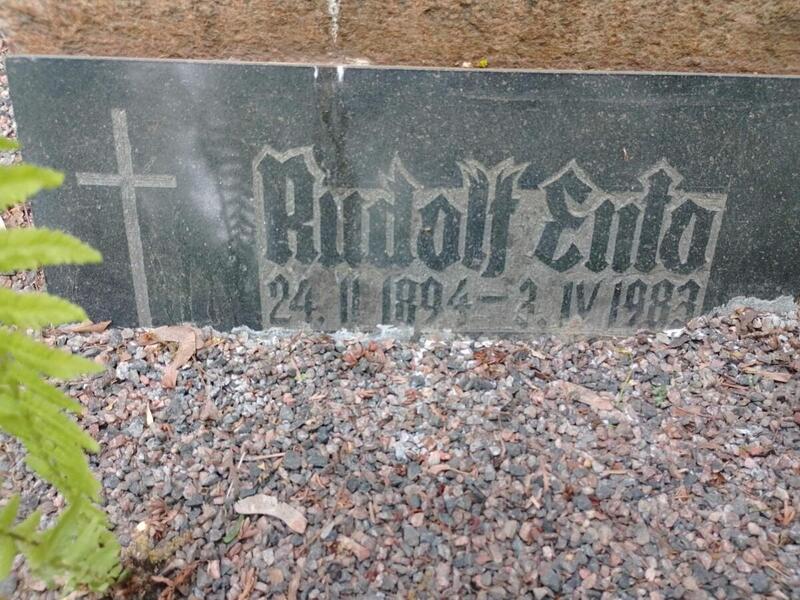 Rudolf Ento
24. II 1894 – 3. IV 1983